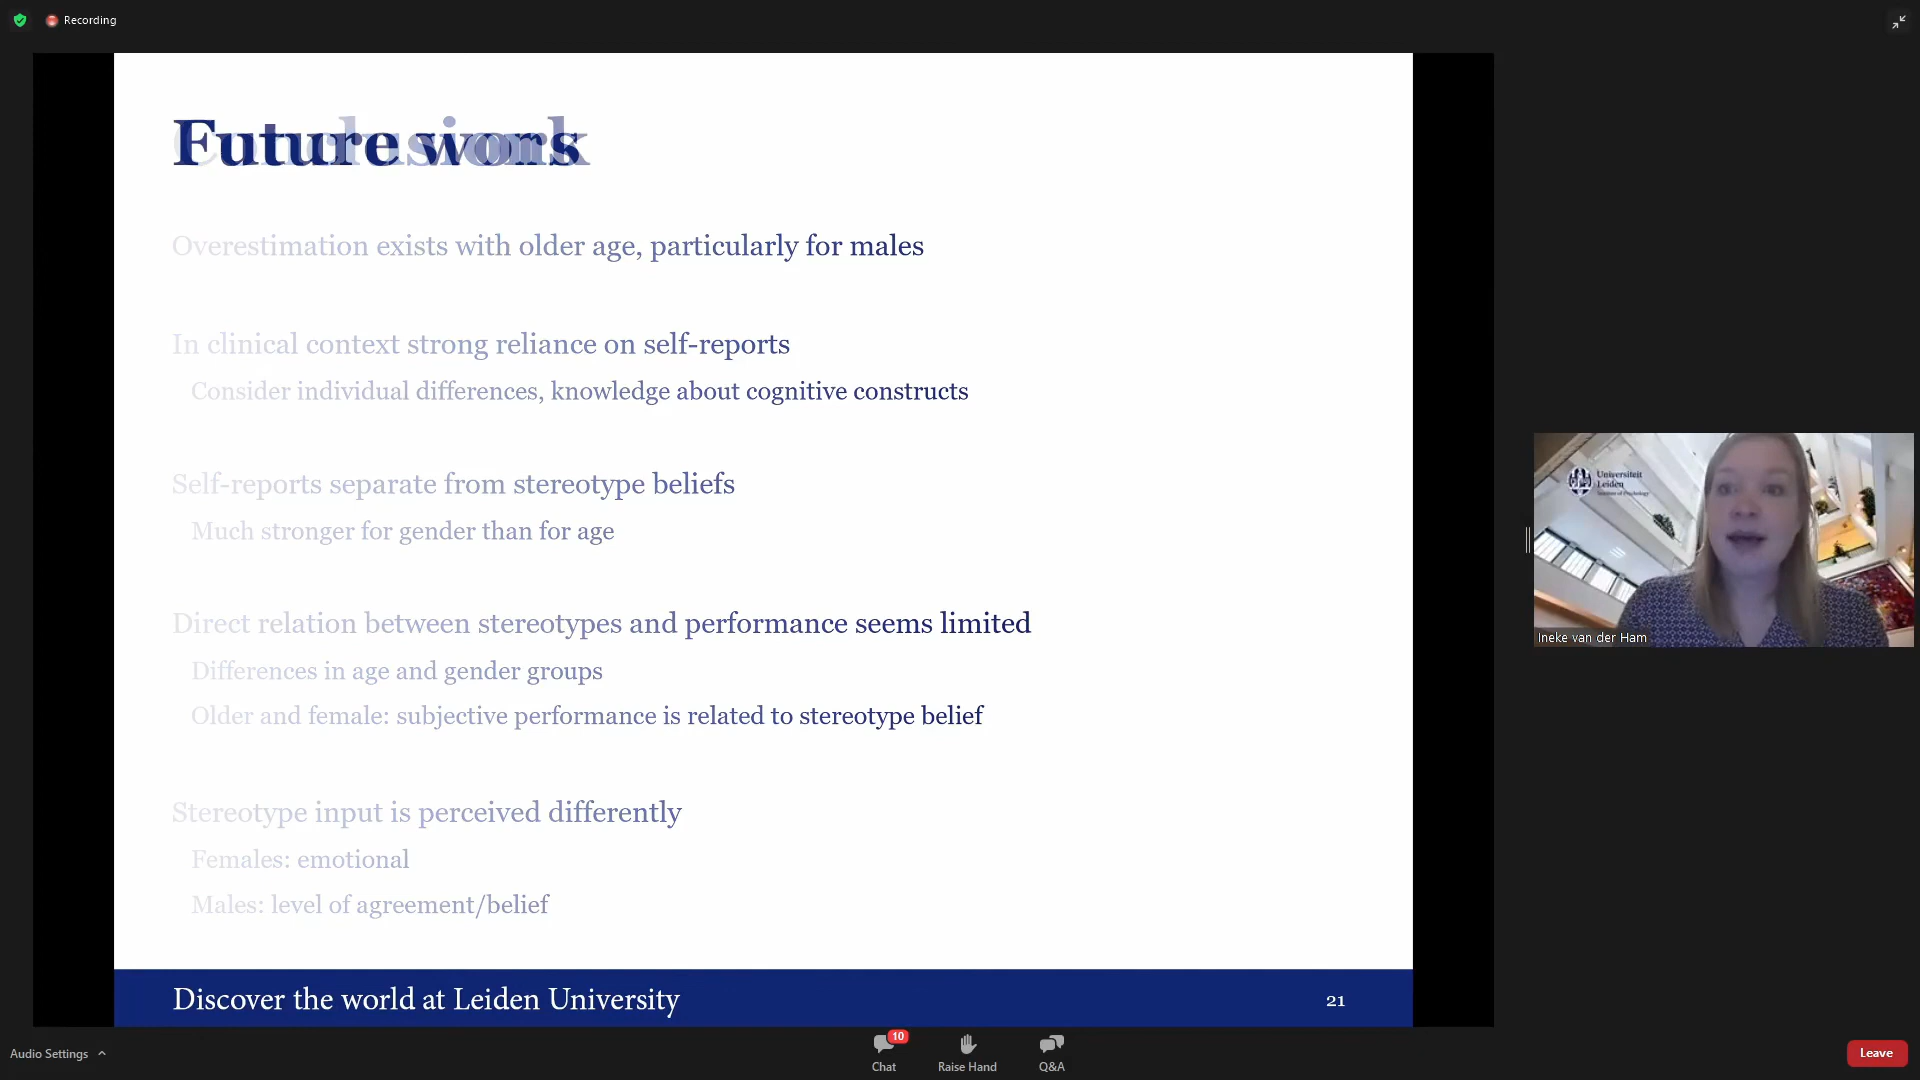 Recording
Future work
Conclusions
Overestimation exists with older age, particularly for males
In clinical context strong reliance on self-reports
Consider individual differences, knowledge about cognitive constructs
Self-reports separate from stereotype beliefs
Much stronger for gender than for age
Direct relation between stereotypes and performance seems limited
Differences in age and gender groups
Older and female: subjective performance is related to stereotype belief
Stereotype input is perceived differently
Females: emotional
Males: level of agreement/belief
Discover the world at Leiden University
21
Universiteit
Leiden
Institute of Psychology
Ineke van der Ham
Audio Settings
10
Chat
Raise Hand
Q&A
Leave